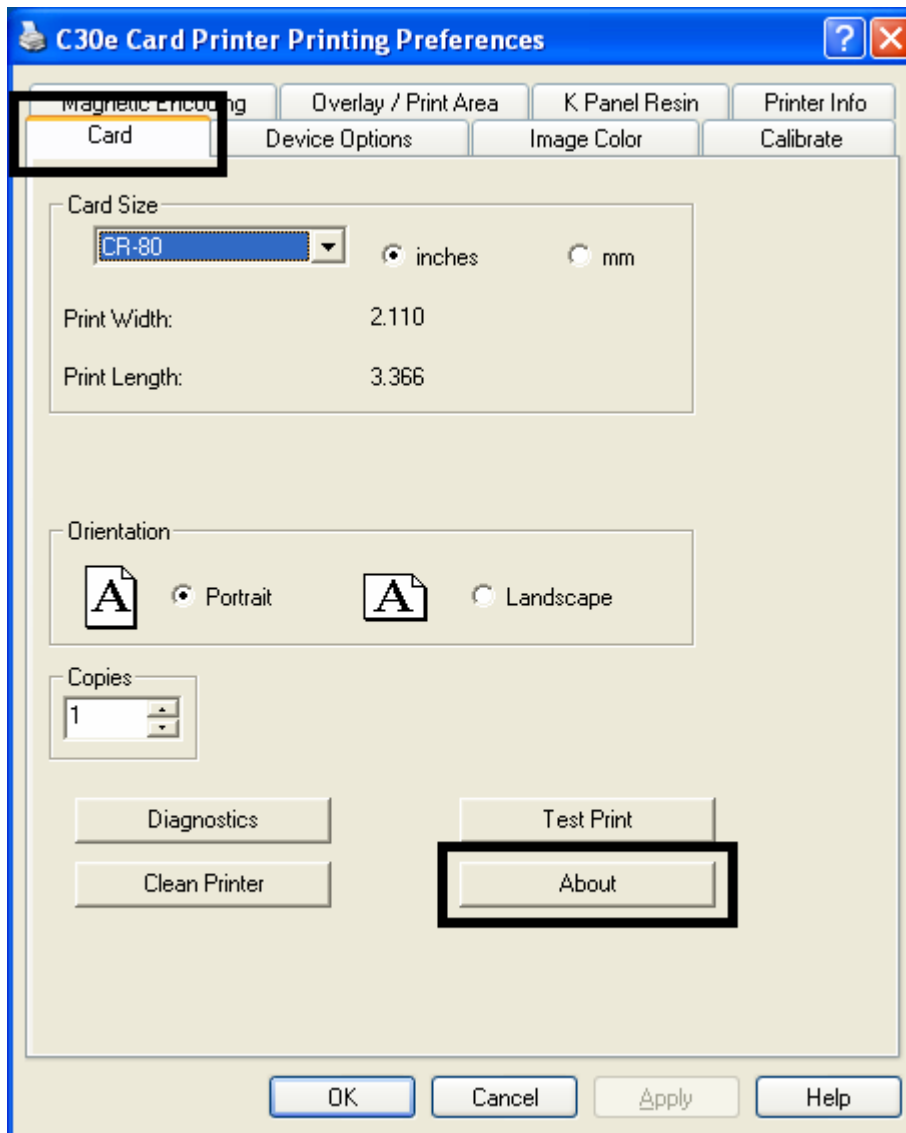 C30e Card Printer Printing Preferences
Magnetic Encoding Overlay / Print Area K Panel Resin Printer Info
Card Device Options Image Color Calibrate
Card Size
CR-80 inches mm
Print Width: 2.110
Print Length: 3.366
Orientation
A Portrait A Landscape
Copies
1
Diagnostics Test Print
Clean Printer About
OK Cancel Apply Help